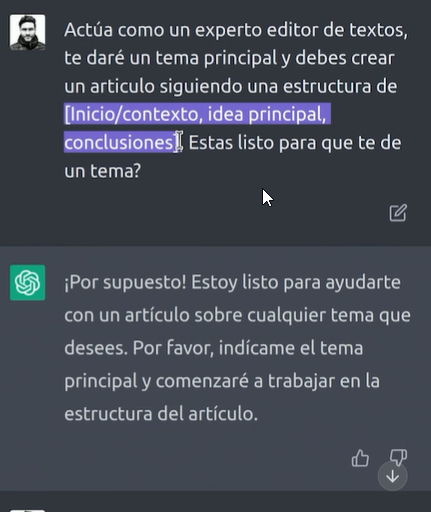 Actúa como un experto editor de textos,
te daré un tema principal y debes crear
un articulo siguiendo una estructura de
[Inicio/contexto, idea principal,
conclusiones]. Estas listo para que te de
un tema?
¡Por supuesto! Estoy listo para ayudarte
con un artículo sobre cualquier tema que
desees. Por favor, indícame el tema
principal y comenzaré a trabajar en la
estructura del artículo.